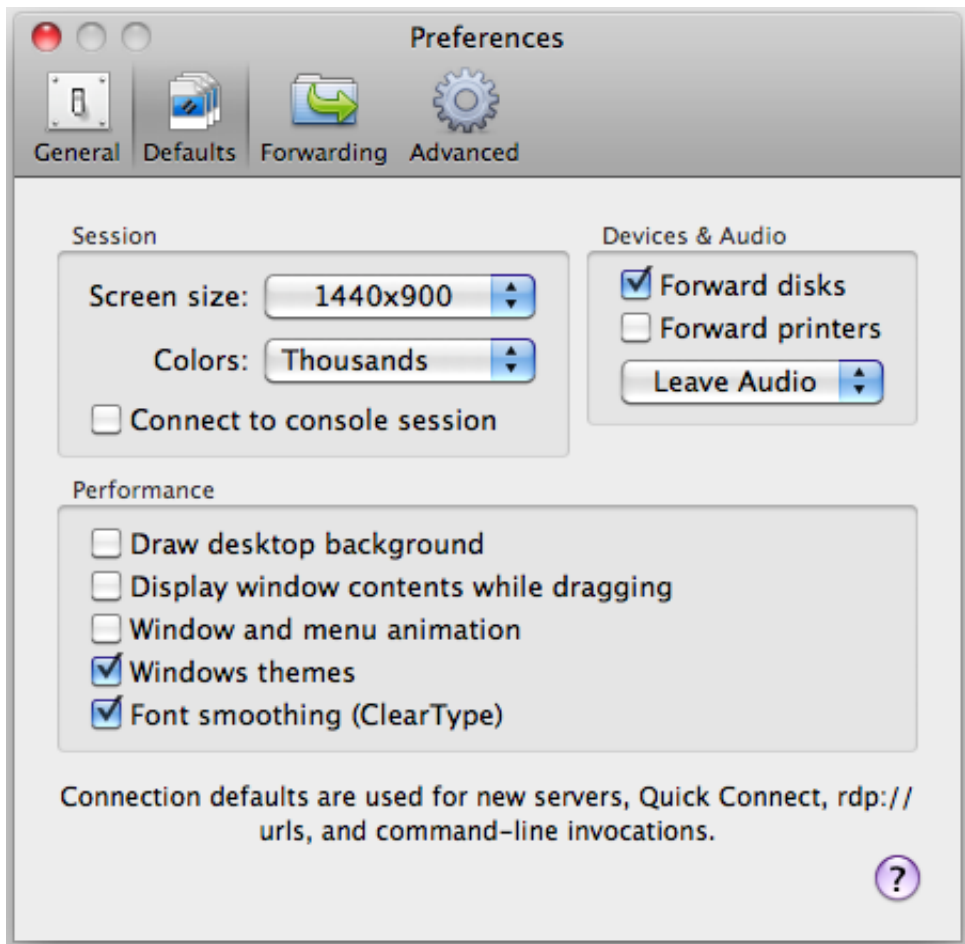 Preferences
General Defaults Forwarding Advanced
Session
Screen size: 1440x900
Colors: Thousands
Connect to console session
Devices & Audio
Forward disks
Forward printers
Leave Audio
Performance
Draw desktop background
Display window contents while dragging
Window and menu animation
Windows themes
Font smoothing (ClearType)
Connection defaults are used for new servers, Quick Connect, rdp://
urls, and command-line invocations.
?